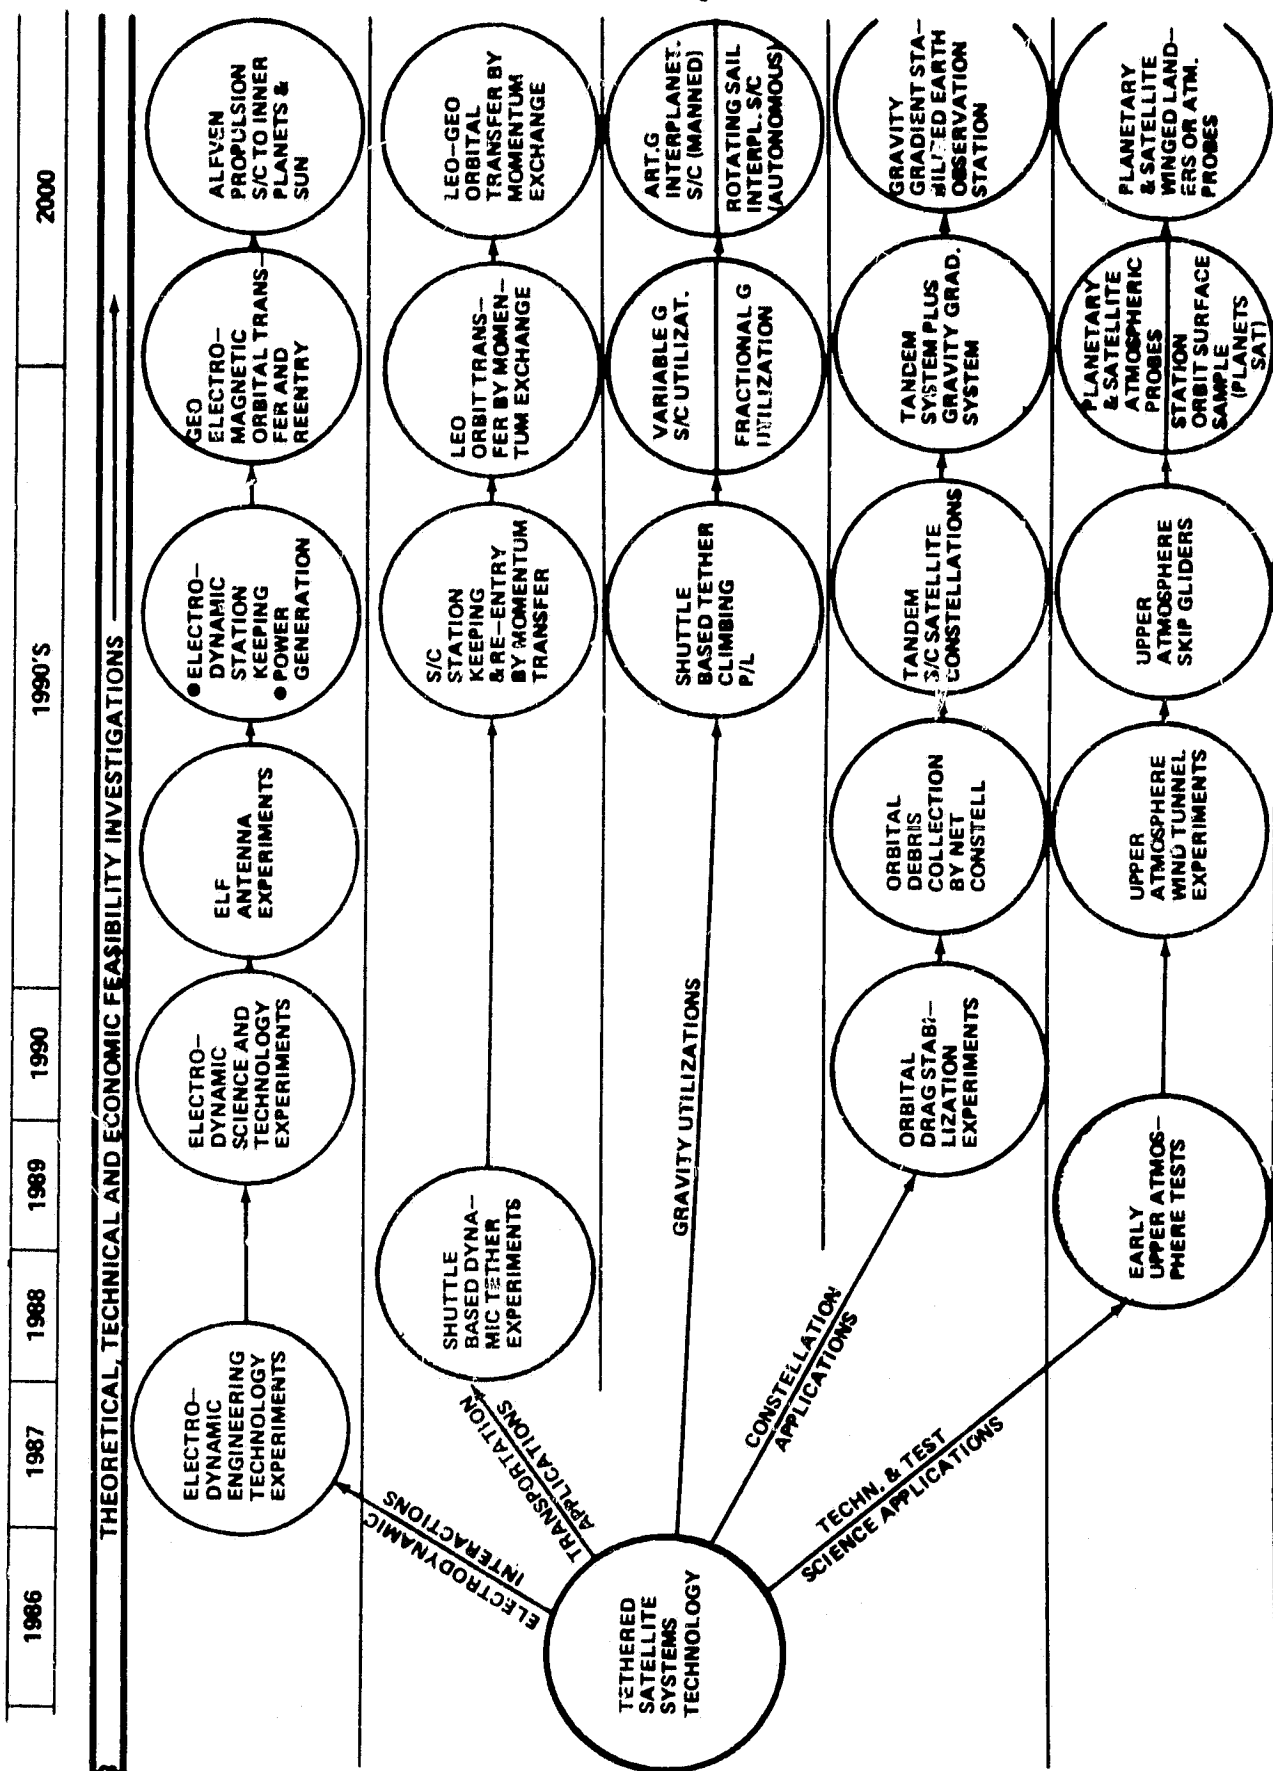 1986
1987
1988
1989
1990
1990'S
2000
THEORETICAL, TECHNICAL AND ECONOMIC FEASIBILITY INVESTIGATIONS
TETHERED
SATELLITE
SYSTEMS
TECHNOLOGY
ELECTRODYNAMIC
INTERACTIONS
ELECTRO–
DYNAMIC
ENGINEERING
TECHNOLOGY
EXPERIMENTS
ELECTRO–
DYNAMIC
SCIENCE AND
TECHNOLOGY
EXPERIMENTS
ELF
ANTENNA
EXPERIMENTS
●ELECTRO–
DYNAMIC
STATION
KEEPING
●POWER
GENERATION
GEO
ELECTRO–
MAGNETIC
ORBITAL TRANS–
FER AND
REENTRY
ALFVEN
PROPULSION
S/C TO INNER
PLANETS &
SUN
TRANSPORTATION
APPLICATIONS
SHUTTLE
BASED DYNA–
MIC TETHER
EXPERIMENTS
S/C
STATION
KEEPING
& RE–ENTRY
BY MOMENTUM
TRANSFER
LEO
ORBIT TRANS–
FER BY MOMEN–
TUM EXCHANGE
LEO–GEO
ORBITAL
TRANSFER BY
MOMENTUM
EXCHANGE
GRAVITY UTILIZATIONS
SHUTTLE
BASED TETHER
CLIMBING
P/L
VARIABLE G
S/C UTILIZAT.
FRACTIONAL G
UTILIZATION
ART.G
INTERPLANET.
S/C (MANNED)
ROTATING SAIL
INTERPL. S/C
(AUTONOMOUS)
CONSTELLATION
APPLICATIONS
ORBITAL
DRAG STABI–
LIZATION
EXPERIMENTS
ORBITAL
DEBRIS
COLLECTION
BY NET
CONSTELL
TANDEM
S/C SATELLITE
CONSTELLATIONS
TANDEM
SYSTEM PLUS
GRAVITY GRAD.
SYSTEM
GRAVITY
GRADIENT STA–
BILIZED EARTH
OBSERVATION
STATION
TECHN. & TEST
SCIENCE APPLICATIONS
EARLY
UPPER ATMOS–
PHERE TESTS
UPPER
ATMOSPHERE
WIND TUNNEL
EXPERIMENTS
UPPER
ATMOSPHERE
SKIP GLIDERS
PLANETARY
& SATELLITE
ATMOSPHERIC
PROBES
STATION
ORBIT SURFACE
SAMPLE
(PLANETS
SAT)
PLANETARY
& SATELLITE
WINGED LAND–
ERS OR ATM.
PROBES